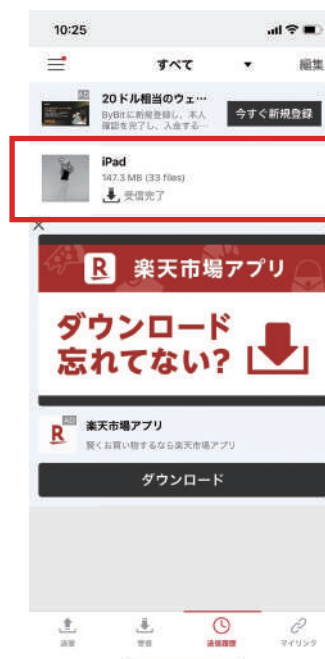 10:25
すべて ▼ 編集
AD
20ドル相当のウェ…
ByBitに新規登録し、本人
確認を完了し、入金する…
今すぐ新規登録
iPad
147.3 MB (33 files)
受信完了
R 楽天市場アプリ
ダウンロード
忘れてない?
AD
R
楽天市場アプリ
賢くお買い物するなら楽天市場アプリ
ダウンロード
送信 受信 送信履歴 マイリンク